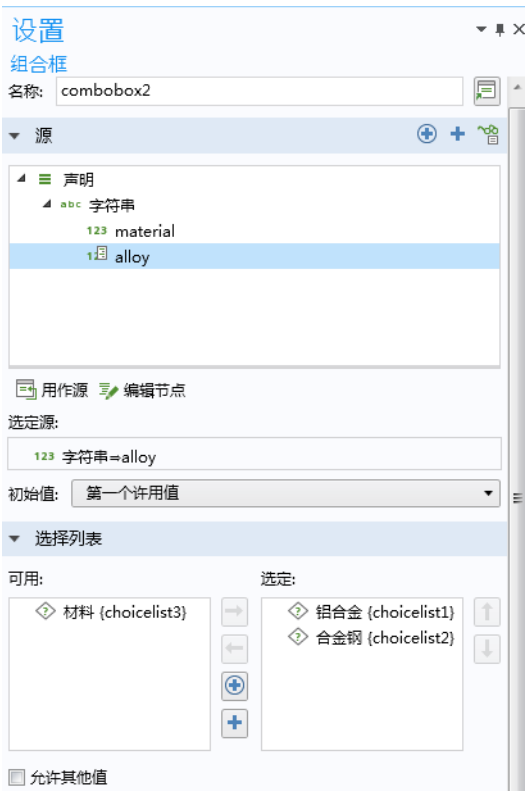 设置
组合框
名称: combobox2
源
声明
abc 字符串
123 material
alloy
用作源 编辑节点
选定源:
123 字符串⇒alloy
初始值: 第一个许用值
选择列表
可用: 选定:
材料 {choicelist3} 铝合金 {choicelist1}
合金钢 {choicelist2}
允许其他值